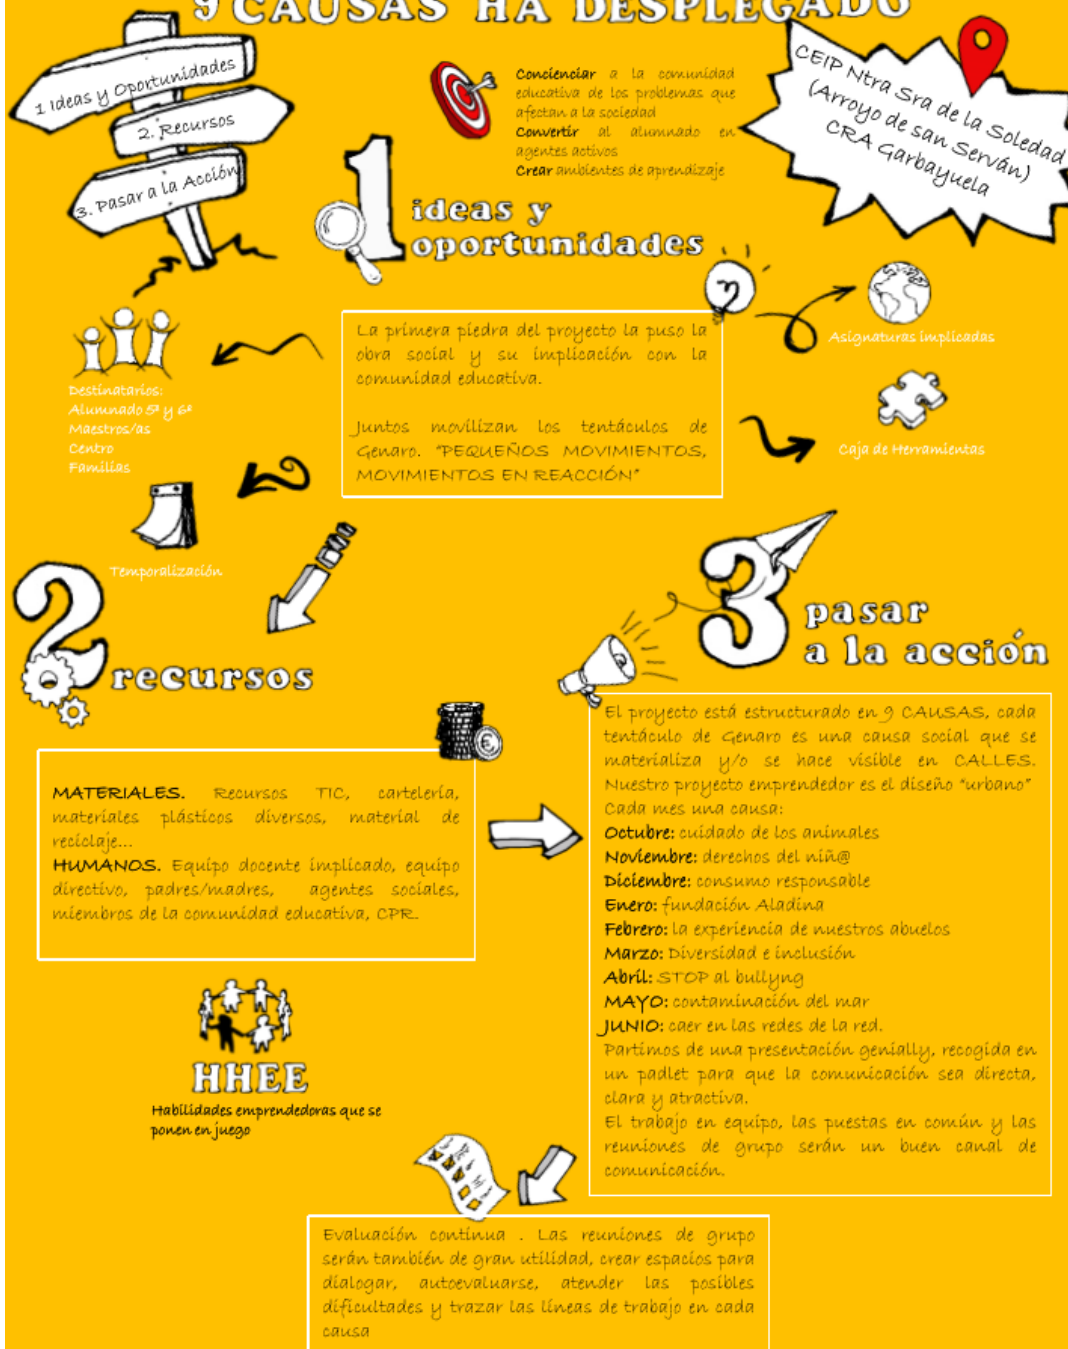 9 CAUSAS HA DESPLEGADO
1 Ideas y Oportunidades
2. Recursos
3. Pasar a la Acción
Concienciar a la comunidad
educativa de los problemas que
afectan a la sociedad
Convertir al alumnado en
agentes activos
Crear ambientes de aprendizaje
CEIP Ntra Sra de la Soledad
(Arroyo de san Serván)
CRA Garbayuela
1
ideas y
oportunidades
La primera piedra del proyecto la puso la
obra social y su implicación con la
comunidad educativa.
Juntos movilizan los tentáculos de
Genaro. "PEQUEÑOS MOVIMIENTOS,
MOVIMIENTOS EN REACCIÓN"
Asignaturas implicadas
Caja de Herramientas
Destinatarios:
Alumnado 5º y 6º
Maestros/as
Centro
Familias
Temporalización
2
recursos
MATERIALES. Recursos TIC, cartelería,
materiales plásticos diversos, material de
reciclaje...
HUMANOS. Equipo docente implicado, equipo
directivo, padres/madres, agentes sociales,
miembros de la comunidad educativa, CPR.
HHEE
Habilidades emprendedoras que se
ponen en juego
3
pasar
a la acción
El proyecto está estructurado en 9 CAUSAS, cada
tentáculo de Genaro es una causa social que se
materializa y/o se hace visible en CALLES.
Nuestro proyecto emprendedor es el diseño "urbano"
Cada mes una causa:
Octubre: cuidado de los animales
Noviembre: derechos del niñ@
Diciembre: consumo responsable
Enero: fundación Aladina
Febrero: la experiencia de nuestros abuelos
Marzo: Diversidad e inclusión
Abril: STOP al bullyng
MAYO: contaminación del mar
JUNIO: caer en las redes de la red.
Partimos de una presentación genially, recogida en
un padlet para que la comunicación sea directa,
clara y atractiva.
El trabajo en equipo, las puestas en común y las
reuniones de grupo serán un buen canal de
comunicación.
Evaluación continua . Las reuniones de grupo
serán también de gran utilidad, crear espacios para
dialogar, autoevaluarse, atender las posibles
dificultades y trazar las líneas de trabajo en cada
causa